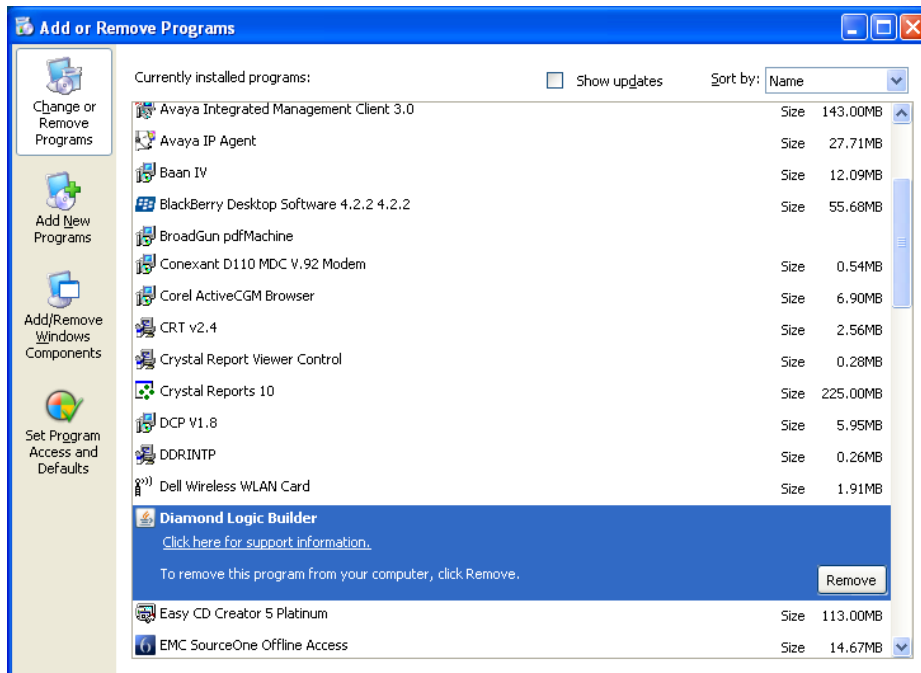 Add or Remove Programs
Change or
Remove
Programs
Add New
Programs
Add/Remove
Windows
Components
Set Program
Access and
Defaults
Currently installed programs:
Show updates
Sort by: Name
Avaya Integrated Management Client 3.0 Size 143.00MB
Avaya IP Agent Size 27.71MB
Baan IV Size 12.09MB
BlackBerry Desktop Software 4.2.2 4.2.2 Size 55.68MB
BroadGun pdfMachine
Conexant D110 MDC V.92 Modem Size 0.54MB
Corel ActiveCGM Browser Size 6.90MB
CRT v2.4 Size 2.56MB
Crystal Report Viewer Control Size 0.28MB
Crystal Reports 10 Size 225.00MB
DCP V1.8 Size 5.95MB
DDRINTP Size 0.26MB
Dell Wireless WLAN Card Size 1.91MB
Diamond Logic Builder
Click here for support information.
To remove this program from your computer, click Remove.
Remove
Easy CD Creator 5 Platinum Size 113.00MB
EMC SourceOne Offline Access Size 14.67MB